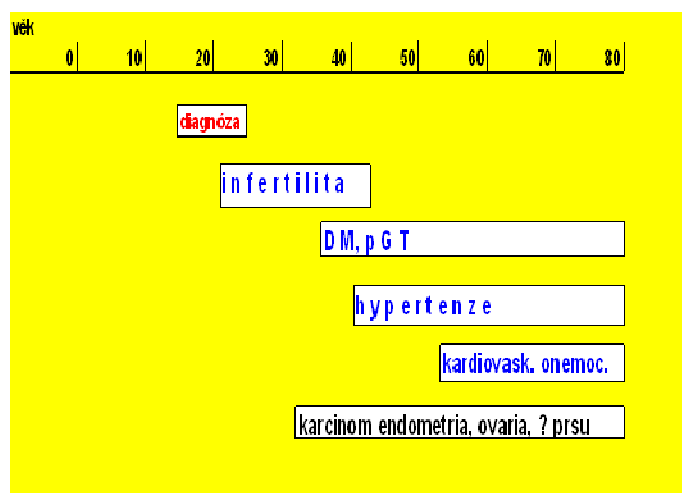 věk
0 10 20 30 40 50 60 70 80
diagnóza
infertilita
DM, pGT
hypertenze
kardiovask. onemoc.
karcinom endometria, ovaria, ? prsu